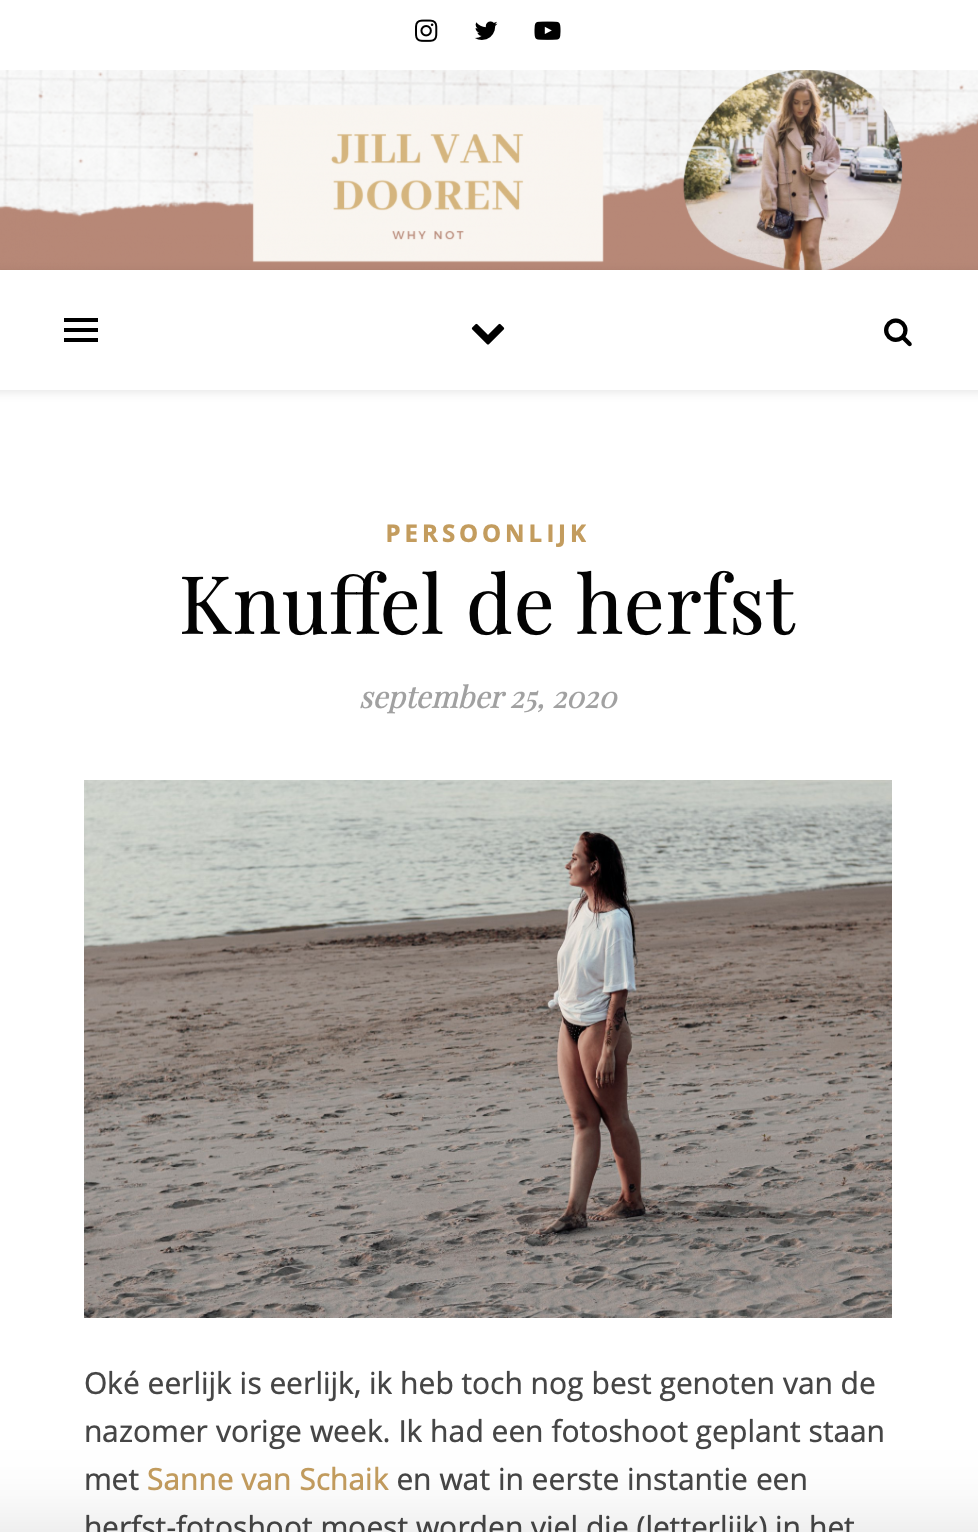 JILL VAN
DOOREN
WHY NOT
PERSOONLIJK
Knuffel de herfst
september 25, 2020
Oké eerlijk is eerlijk, ik heb toch nog best genoten van de
nazomer vorige week. Ik had een fotoshoot geplant staan
met Sanne van Schaik en wat in eerste instantie een
herfst-fotoshoot moest worden viel die (letterlijk) in het